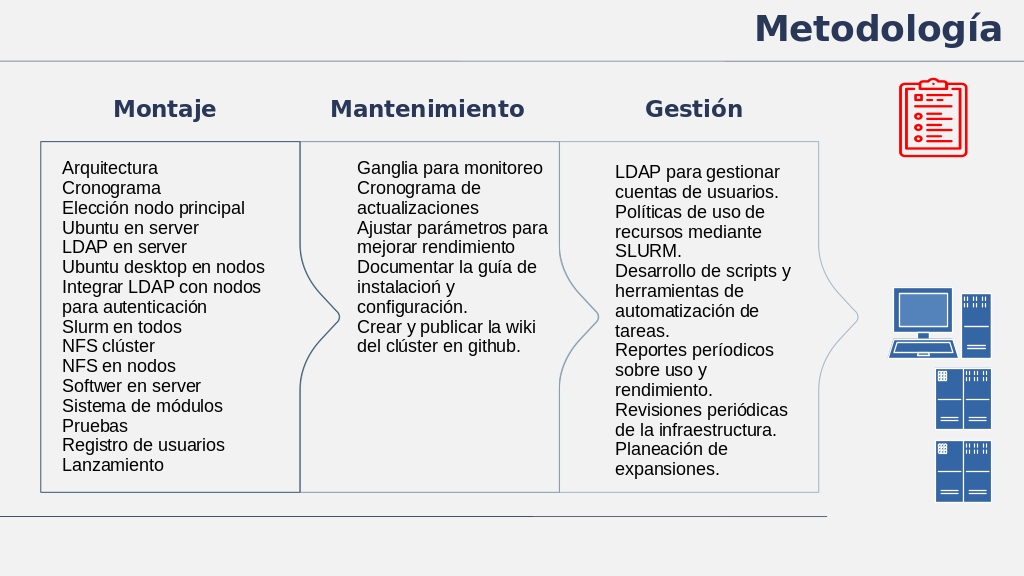 Metodología
Montaje
Arquitectura
Cronograma
Elección nodo principal
Ubuntu en server
LDAP en server
Ubuntu desktop en nodos
Integrar LDAP con nodos
para autenticación
Slurm en todos
NFS clúster
NFS en nodos
Softwer en server
Sistema de módulos
Pruebas
Registro de usuarios
Lanzamiento
Mantenimiento
Ganglia para monitoreo
Cronograma de
actualizaciones
Ajustar parámetros para
mejorar rendimiento
Documentar la guía de
instalacioń y
configuración.
Crear y publicar la wiki
del clúster en github.
Gestión
LDAP para gestionar
cuentas de usuarios.
Políticas de uso de
recursos mediante
SLURM.
Desarrollo de scripts y
herramientas de
automatización de
tareas.
Reportes períodicos
sobre uso y
rendimiento.
Revisiones periódicas
de la infraestructura.
Planeación de
expansiones.